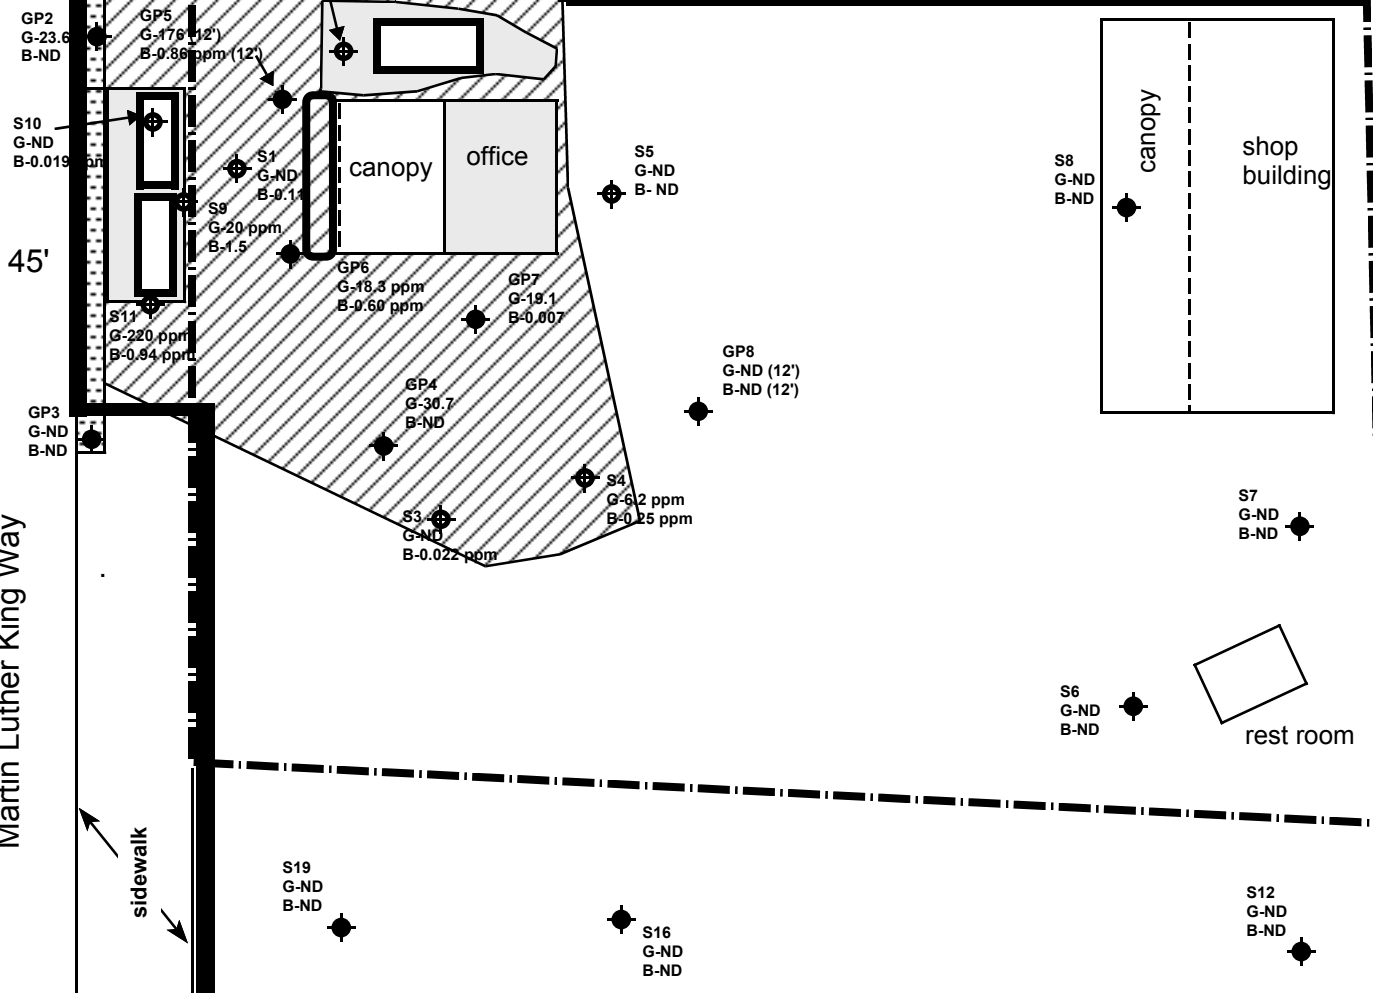 GP2
G-23.6
B-ND
GP5
G-176 (12')
B-0.86 ppm (12')
S10
G-ND
B-0.019 ppm
S1
G-ND
B-0.11
S9
G-20 ppm
B-1.5
45'
S11
G-220 ppm
B-0.94 ppm
canopy
office
GP6
G-18.3 ppm
B-0.60 ppm
GP7
G-19.1
B-0.007
S5
G-ND
B- ND
S8
G-ND
B-ND
canopy
shop
building
GP8
G-ND (12')
B-ND (12')
GP4
G-30.7
B-ND
GP3
G-ND
B-ND
S4
G-6.2 ppm
B-0.25 ppm
S3
G-ND
B-0.022 ppm
S7
G-ND
B-ND
Martin Luther King Way
S6
G-ND
B-ND
rest room
sidewalk
S19
G-ND
B-ND
S16
G-ND
B-ND
S12
G-ND
B-ND